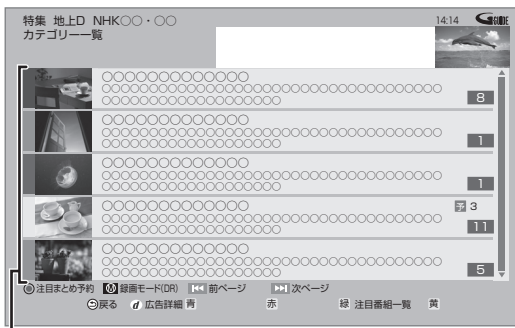 特集 地上D NHK○○・○○
14:14 G GUIDE
カテゴリー一覧
○○○○○○○○○○○○○
○○○○○○○○○○○○○○○○○○○○○○○○○○○○○○
○○○○○○○○○○○○○○○○○○ 8
○○○○○○○○○○○○○
○○○○○○○○○○○○○○○○○○○○○○○○○○○○○○
○○○○○○○○○○○○○○○○○○ 1
○○○○○○○○○○○○○
○○○○○○○○○○○○○○○○○○○○○○○○○○○○○○
○○○○○○○○○○○○○○○○○○ 1
○○○○○○○○○○○○○ 予 3
○○○○○○○○○○○○○○○○○○○○○○○○○○○○○○
○○○○○○○○○○○○○○○○○○ 11
○○○○○○○○○○○○○
○○○○○○○○○○○○○○○○○○○○○○○○○○○○○○
○○○○○○○○○○○○○○○○○○ 5
注目まとめ予約 録画モード(DR) 前ページ 次ページ
戻る d 広告詳細 青 赤 緑 注目番組一覧 黄